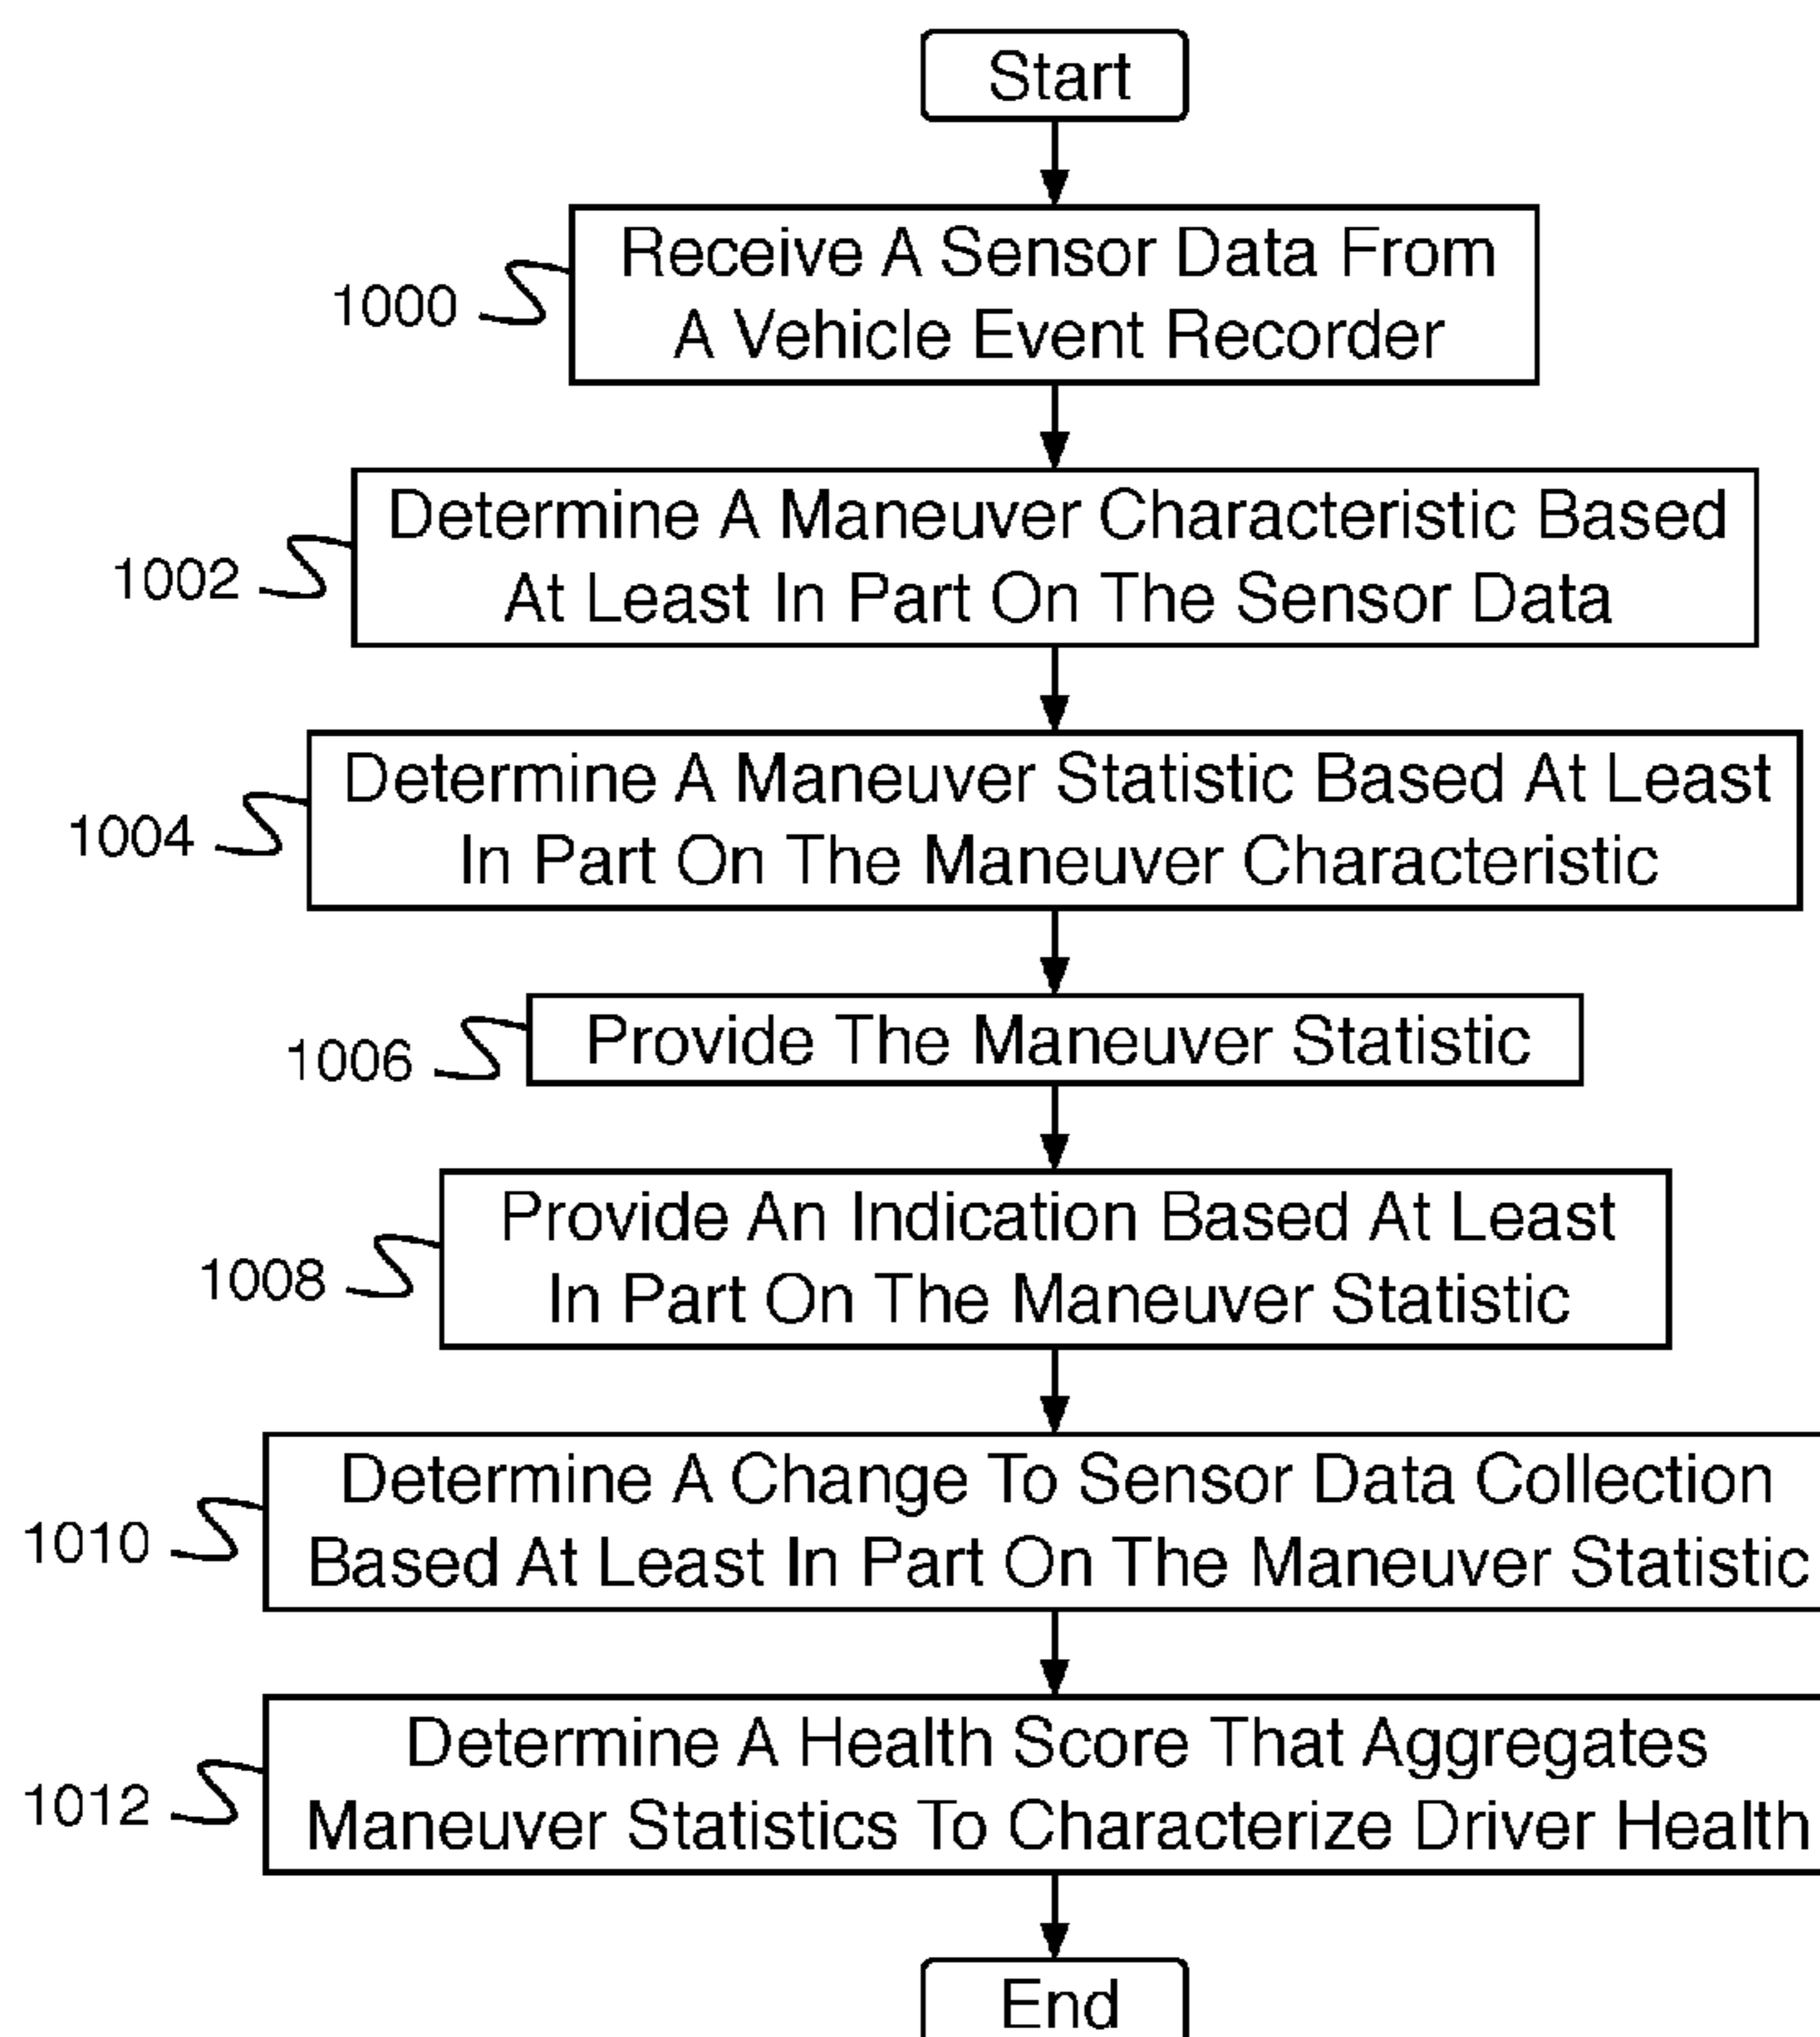 Start
Receive A Sensor Data From
A Vehicle Event Recorder
1000
Determine A Maneuver Characteristic Based
At Least In Part On The Sensor Data
1002
Determine A Maneuver Statistic Based At Least
In Part On The Maneuver Characteristic
1004
Provide The Maneuver Statistic
1006
Provide An Indication Based At Least
In Part On The Maneuver Statistic
1008
Determine A Change To Sensor Data Collection
Based At Least In Part On The Maneuver Statistic
1010
Determine A Health Score That Aggregates
Maneuver Statistics To Characterize Driver Health
1012
End